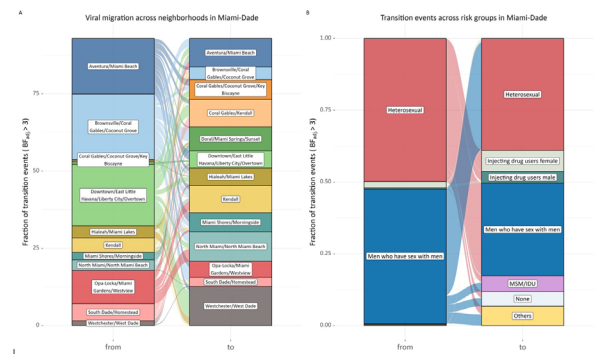 A
Viral migration across neighborhoods in Miami-Dade
Fraction of transition events ( BFadj > 3)
75
50
25
0
Aventura/Miami Beach
Brownsville/Coral
Gables/Coconut Grove
Coral Gables/Coconut Grove/Key
Biscayne
Downtown/East Little
Havana/Liberty City/Overtown
Hialeah/Miami Lakes
Kendall
Miami Shores/Morningside
North Miami/North Miami Beach
Opa-Locka/Miami
Gardens/Westview
South Dade/Homestead
Westchester/West Dade
Aventura/Miami Beach
Brownsville/Coral
Gables/Coconut Grove
Coral Gables/Coconut Grove/Key
Biscayne
Coral Gables/Kendall
Doral/Miami Springs/Sunset
Downtown/East Little
Havana/Liberty City/Overtown
Hialeah/Miami Lakes
Kendall
Miami Shores/Morningside
North Miami/North Miami Beach
Opa-Locka/Miami
Gardens/Westview
South Dade/Homestead
Westchester/West Dade
from
to
B
Transition events across risk groups in Miami-Dade
Fraction of transition events ( BFadj > 3)
1.00
0.75
0.50
0.25
0.00
Heterosexual
Men who have sex with men
Heterosexual
Injecting drug users female
Injecting drug users male
Men who have sex with men
MSM/IDU
None
Others
from
to